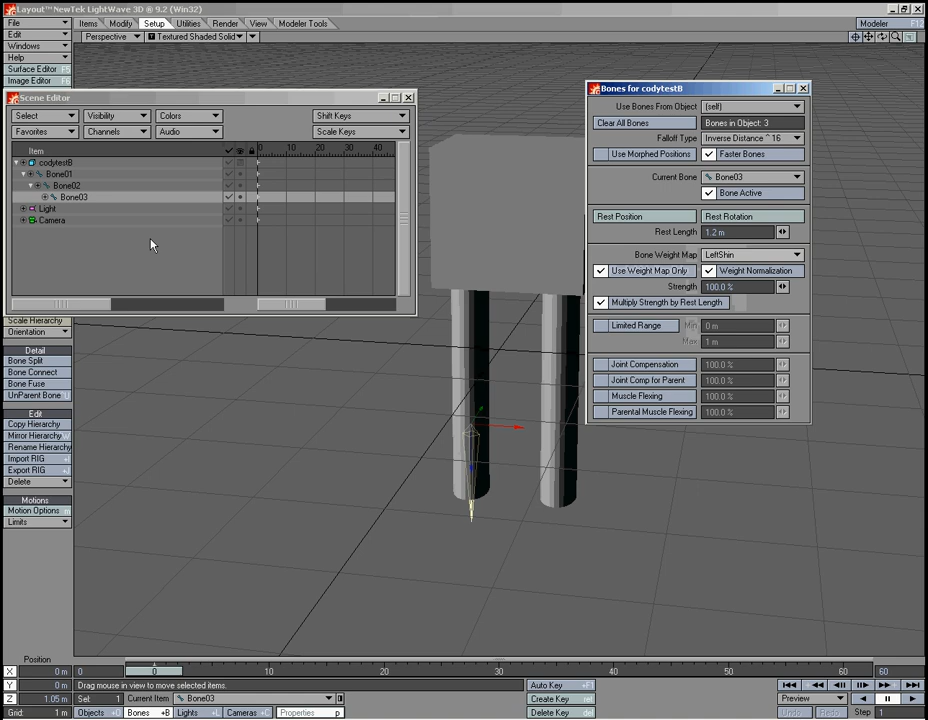 Layout™ NewTek LightWave 3D ® 9.2 (Win32)
File Items Modify Setup Utilities Render View Modeler Tools Modeler F12
Edit Perspective Textured Shaded Solid
Windows
Help
Surface Editor F5
Image Editor F6
Scene Editor
Select Visibility Colors Shift Keys
Favorites Channels Audio Scale Keys
Item 0 10 20 30 40
codytestB
Bone01
Bone02
Bone03
Light
Camera
Scale Hierarchy
Orientation
Detail
Bone Split
Bone Connect
Bone Fuse
UnParent Bone
Edit
Copy Hierarchy
Mirror Hierarchy
Rename Hierarchy
Import RIG
Export RIG
Delete
Motions
Motion Options m
Limits
Bones for codytestB
Use Bones From Object (self)
Clear All Bones Bones in Object: 3
Falloff Type Inverse Distance ^ 16
Use Morphed Positions Faster Bones
Current Bone Bone03
Bone Active
Rest Position Rest Rotation
Rest Length 1.2 m
Bone Weight Map LeftShin
Use Weight Map Only Weight Normalization
Strength 100.0 %
Multiply Strength by Rest Length
Limited Range Min 0 m
Max 1 m
Joint Compensation 100.0 %
Joint Comp for Parent 100.0 %
Muscle Flexing 100.0 %
Parental Muscle Flexing 100.0 %
Position
X 0 m 0 0 10 20 30 40 50 60 60
Y 0 m Drag mouse in view to move selected items. Auto Key +F1
Z 1.05 m Sel: 1 Current Item Bone03 Create Key ret Preview
Grid: 1 m Objects +O Bones +B Lights +L Cameras +C Properties p Delete Key del Undo Redo Step 1